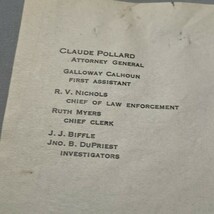 CLAUDE POLLARD
ATTORNEY GENERAL
GALLOWAY CALHOUN
FIRST ASSISTANT
R. V. NICHOLS
CHIEF OF LAW ENFORCEMENT
RUTH MYERS
CHIEF CLERK
J. J. BIFFLE
JNO. B. DUPRIEST
INVESTIGATORS